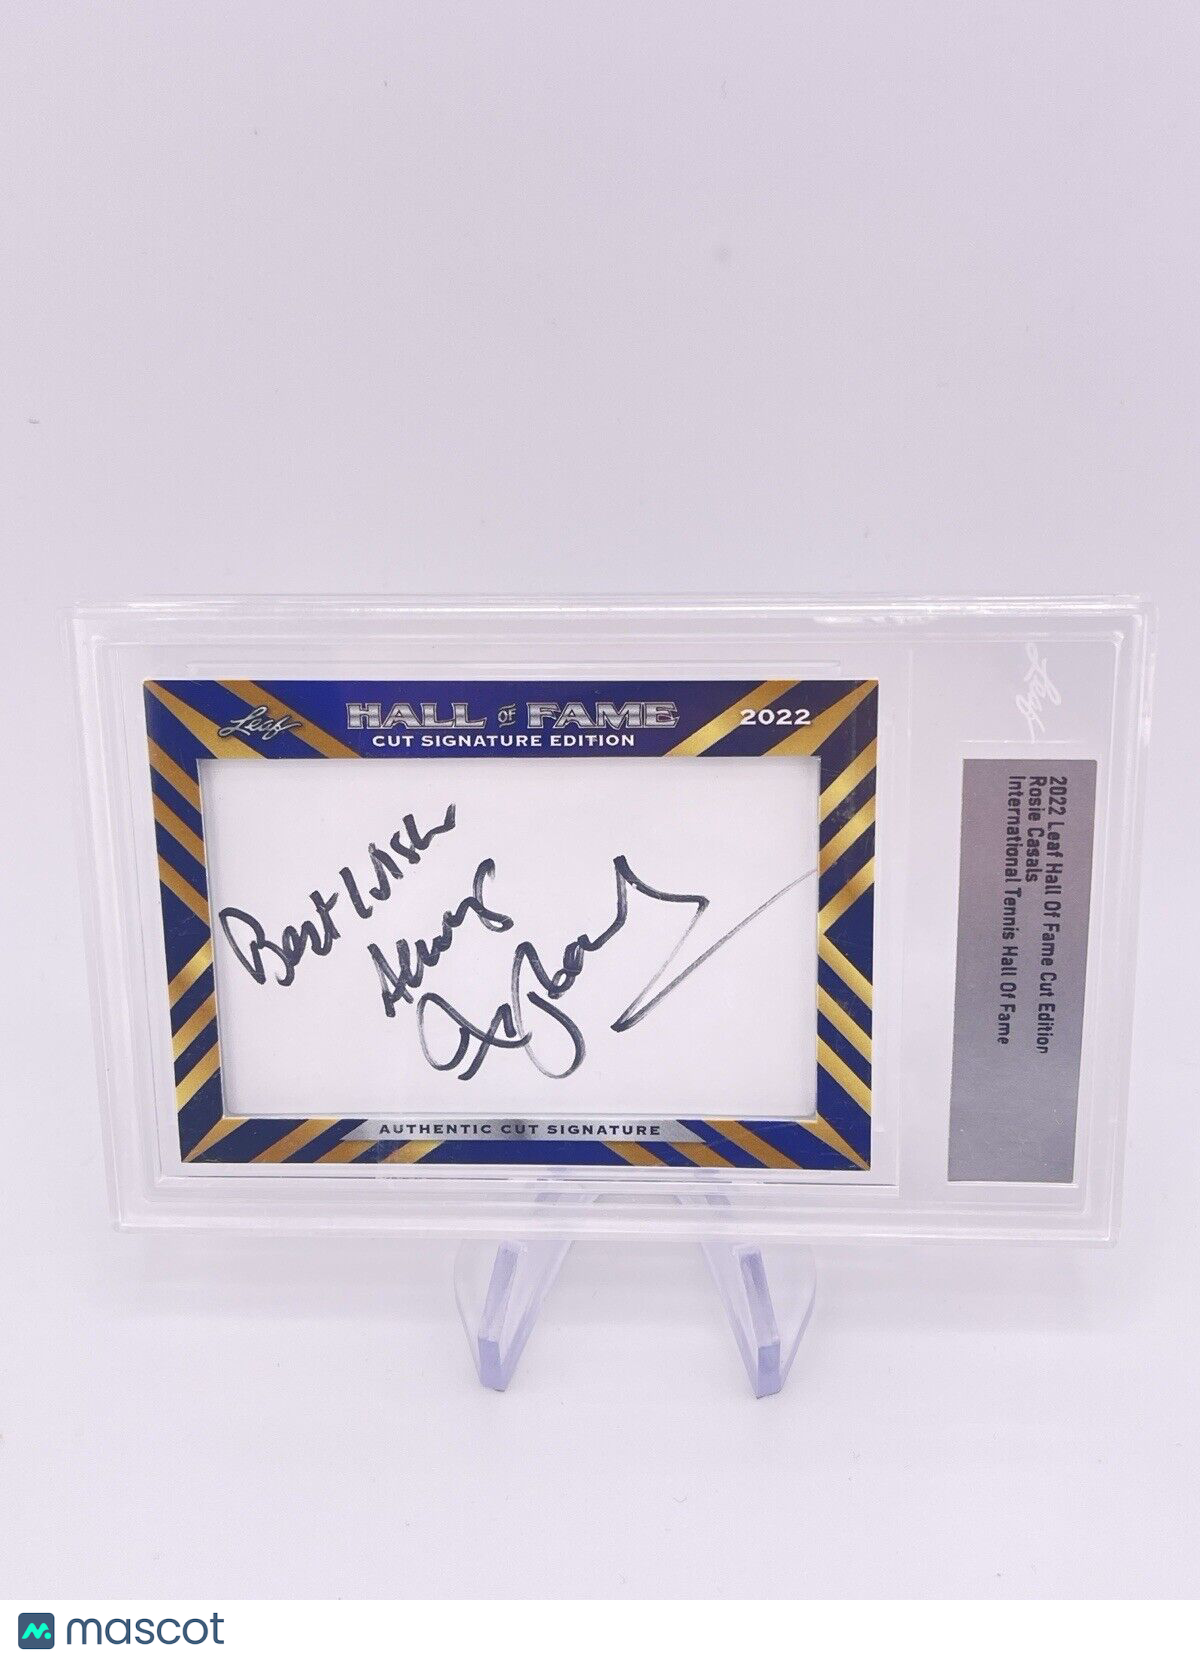 Leaf
HALL OF FAME
2022
CUT SIGNATURE EDITION
Best Wishes
Always
AUTHENTIC CUT SIGNATURE
Leaf
2022 Leaf Hall Of Fame Cut Edition
Rosie Casals
International Tennis Hall Of Fame
mascot